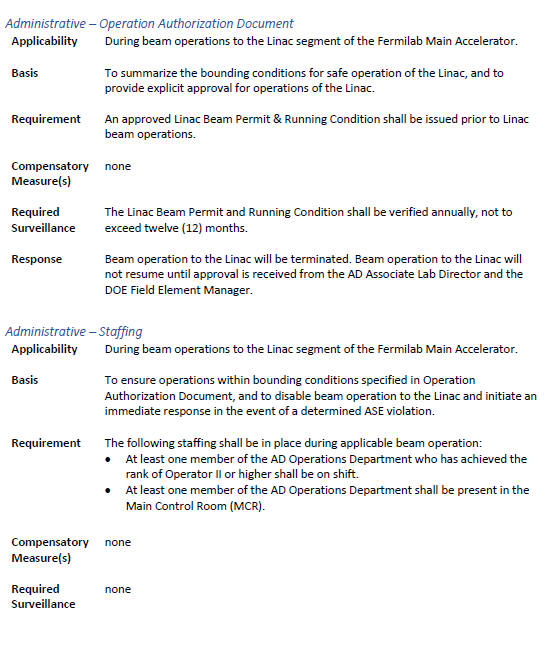 Administrative – Operation Authorization Document
Applicability During beam operations to the Linac segment of the Fermilab Main Accelerator.
Basis To summarize the bounding conditions for safe operation of the Linac, and to
provide explicit approval for operations of the Linac.
Requirement An approved Linac Beam Permit & Running Condition shall be issued prior to Linac
beam operations.
Compensatory none
Measure(s)
Required The Linac Beam Permit and Running Condition shall be verified annually, not to
Surveillance exceed twelve (12) months.
Response Beam operation to the Linac will be terminated. Beam operation to the Linac will
not resume until approval is received from the AD Associate Lab Director and the
DOE Field Element Manager.
Administrative – Staffing
Applicability During beam operations to the Linac segment of the Fermilab Main Accelerator.
Basis To ensure operations within bounding conditions specified in Operation
Authorization Document, and to disable beam operation to the Linac and initiate an
immediate response in the event of a determined ASE violation.
Requirement The following staffing shall be in place during applicable beam operation:
• At least one member of the AD Operations Department who has achieved the
rank of Operator II or higher shall be on shift.
• At least one member of the AD Operations Department shall be present in the
Main Control Room (MCR).
Compensatory none
Measure(s)
Required none
Surveillance